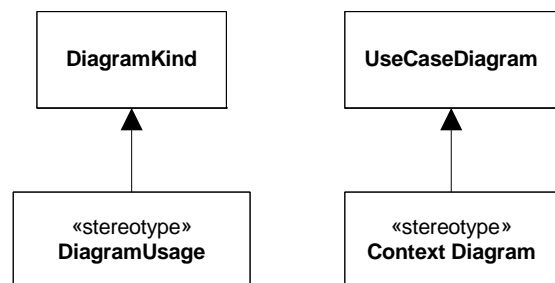 DiagramKind
UseCaseDiagram
«stereotype»
DiagramUsage
«stereotype»
Context Diagram